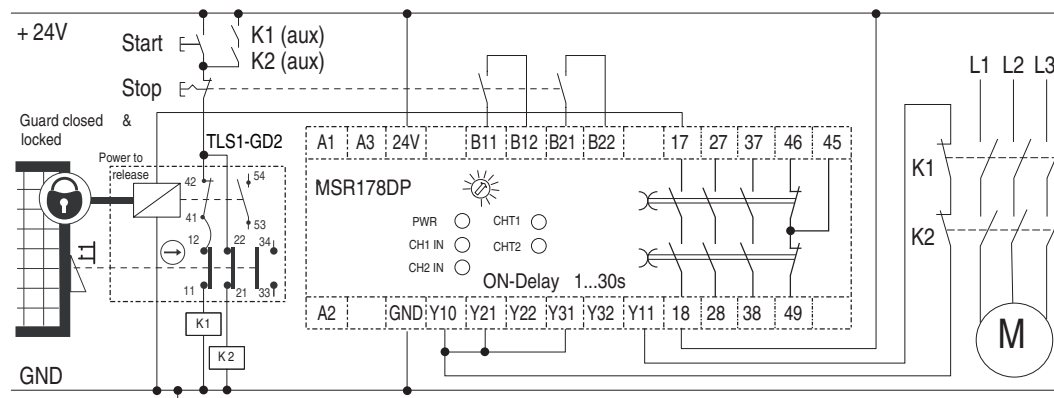 + 24V
Start
K1 (aux)
K2 (aux)
Stop
L1 L2 L3
Guard closed &
locked
TLS1-GD2
Power to
release
A1 A3 24V B11 B12 B21 B22 17 27 37 46 45
MSR178DP
42 54
41 53
12 22 34
11 21 33
PWR CHT1
CH1 IN CHT2
CH2 IN
ON-Delay 1...30s
A2 GND Y10 Y21 Y22 Y31 Y32 Y11 18 28 38 49
K1
K2
K1
K2
M
GND